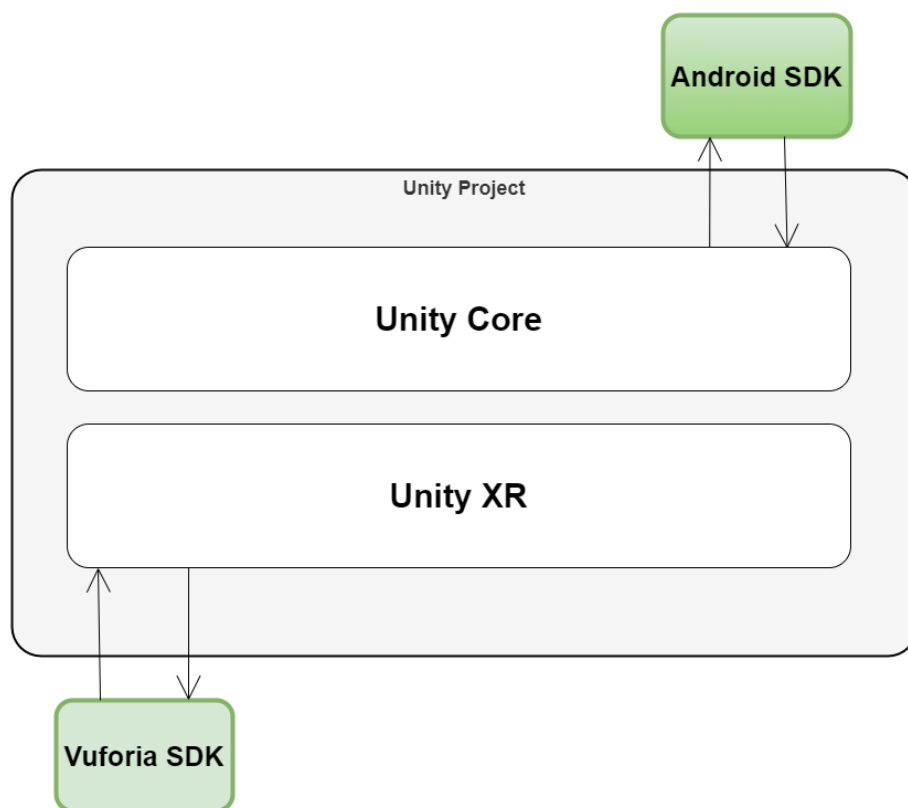 Android SDK
Unity Project
Unity Core
Unity XR
Vuforia SDK